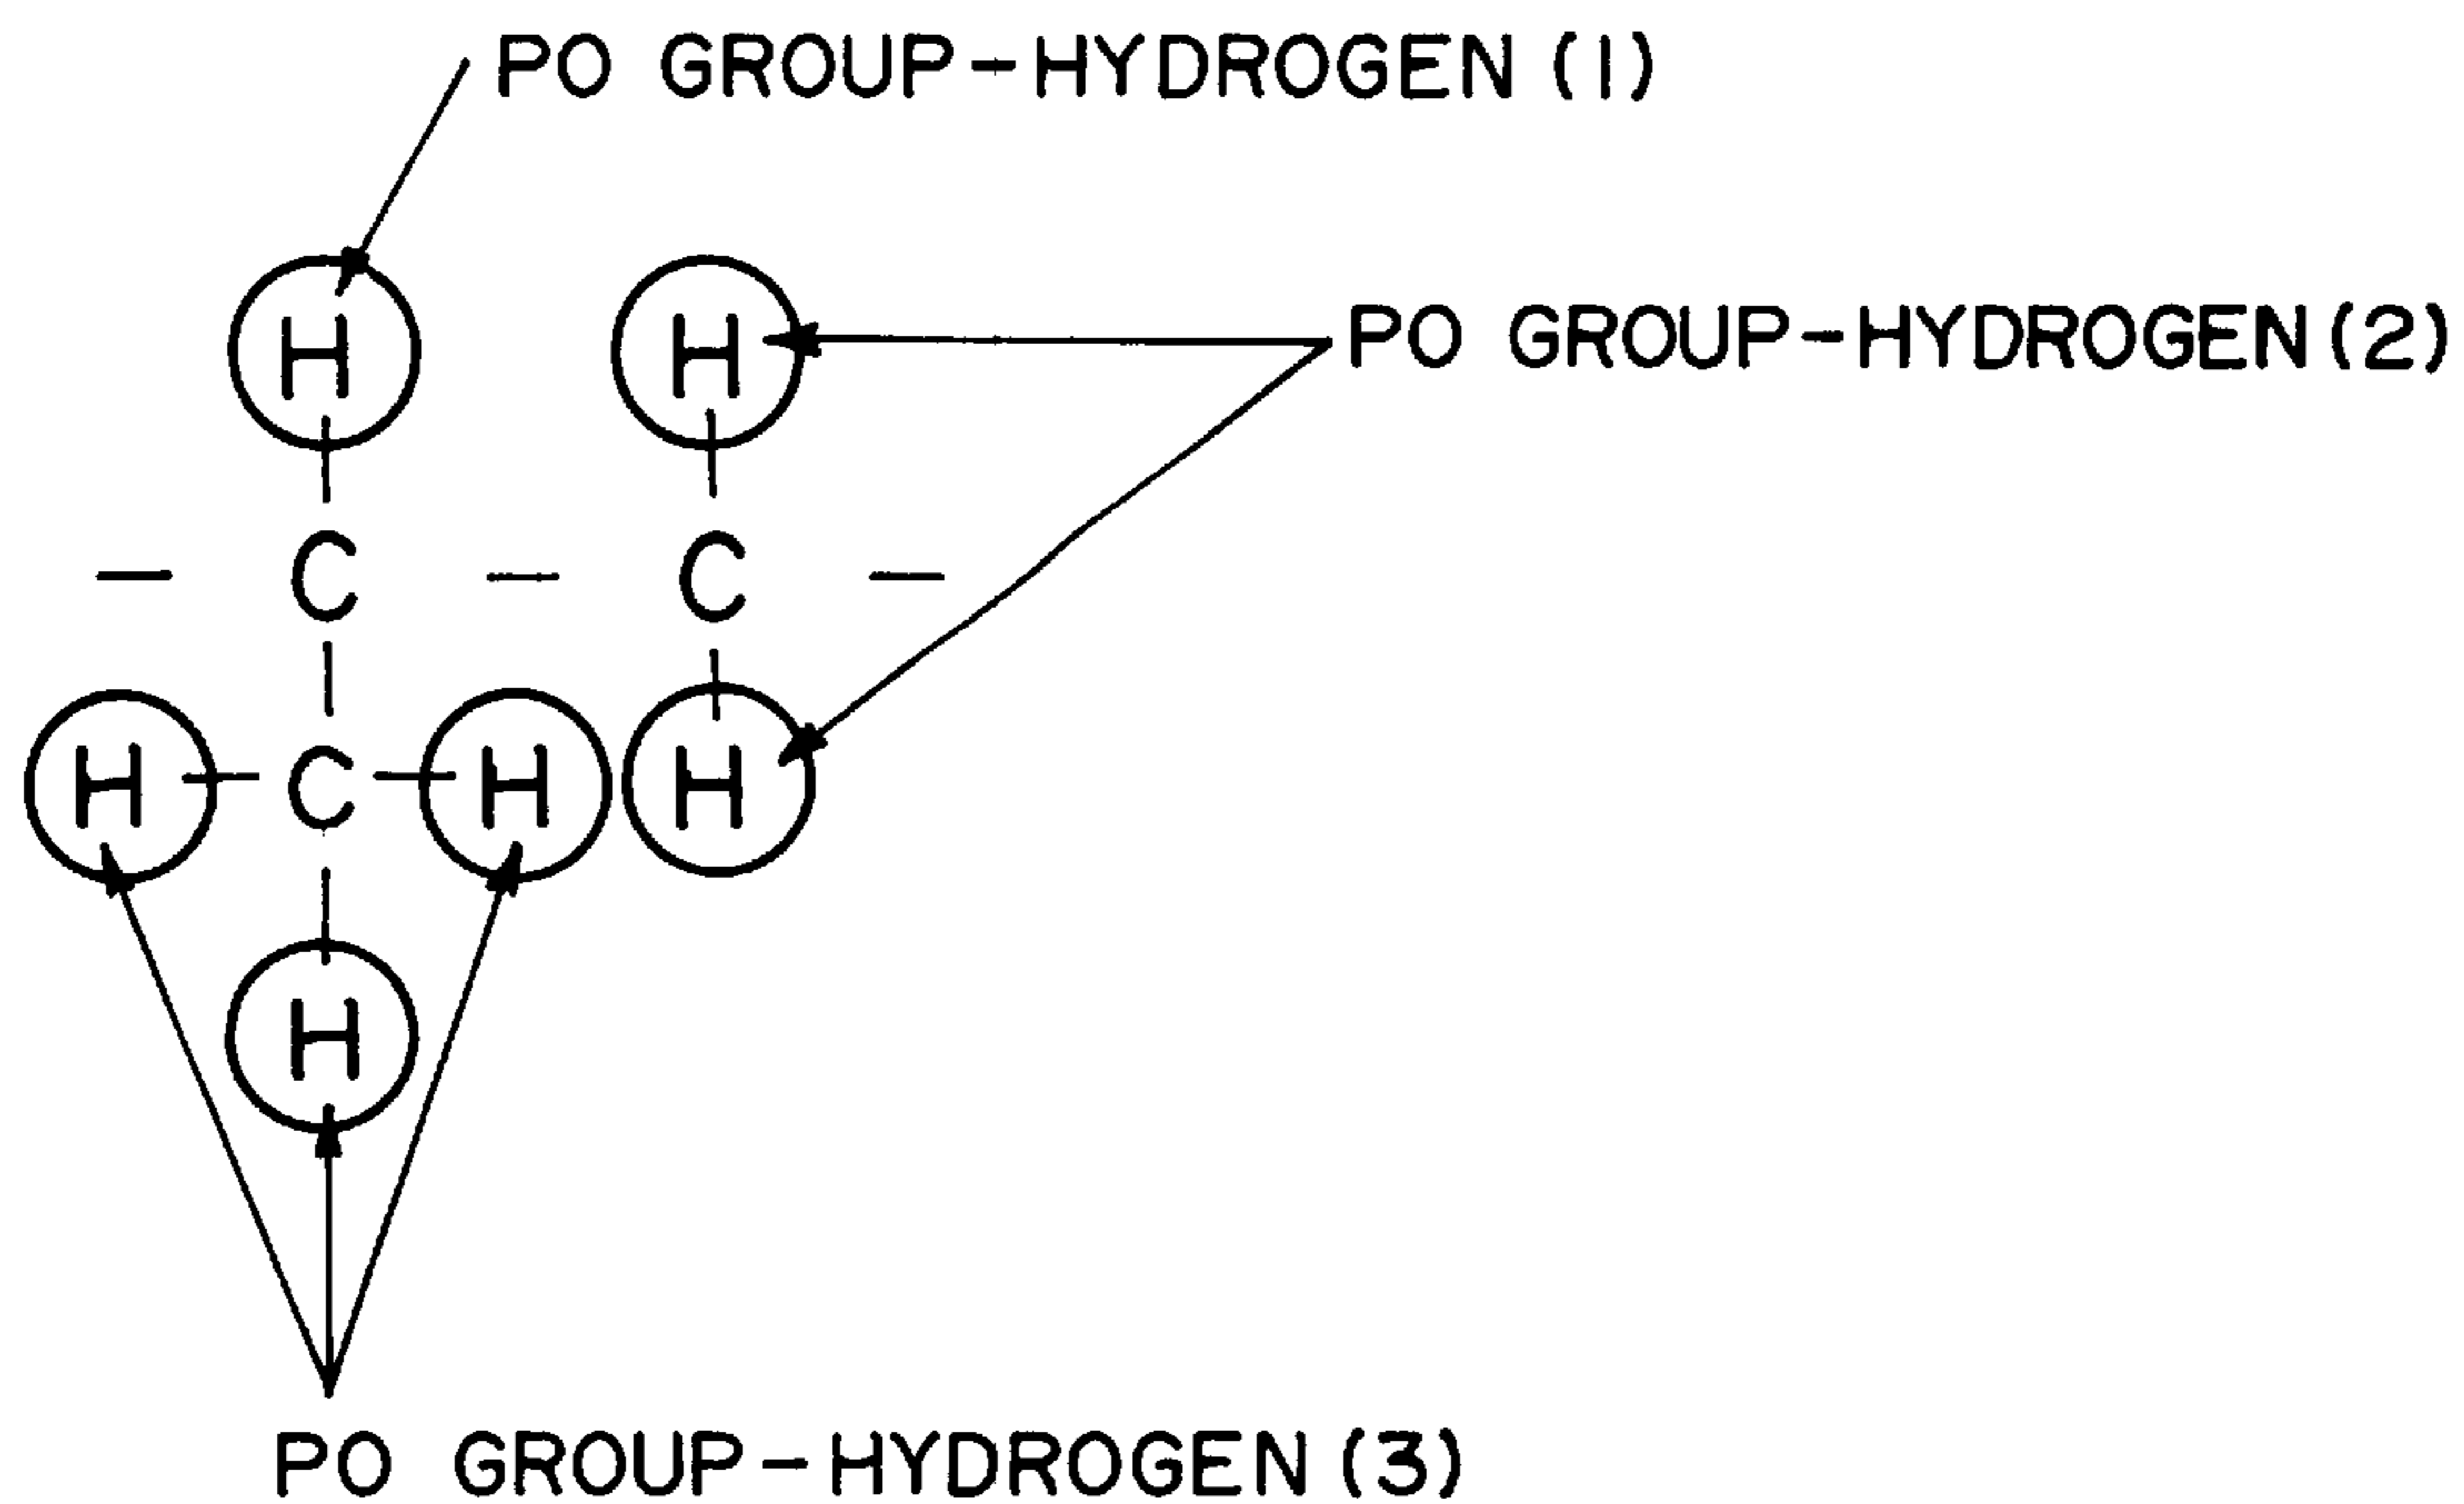 PO GROUP-HYDROGEN (1)
H H
PO GROUP-HYDROGEN(2)
— C — C —
H — C — H H
H
PO GROUP-HYDROGEN (3)